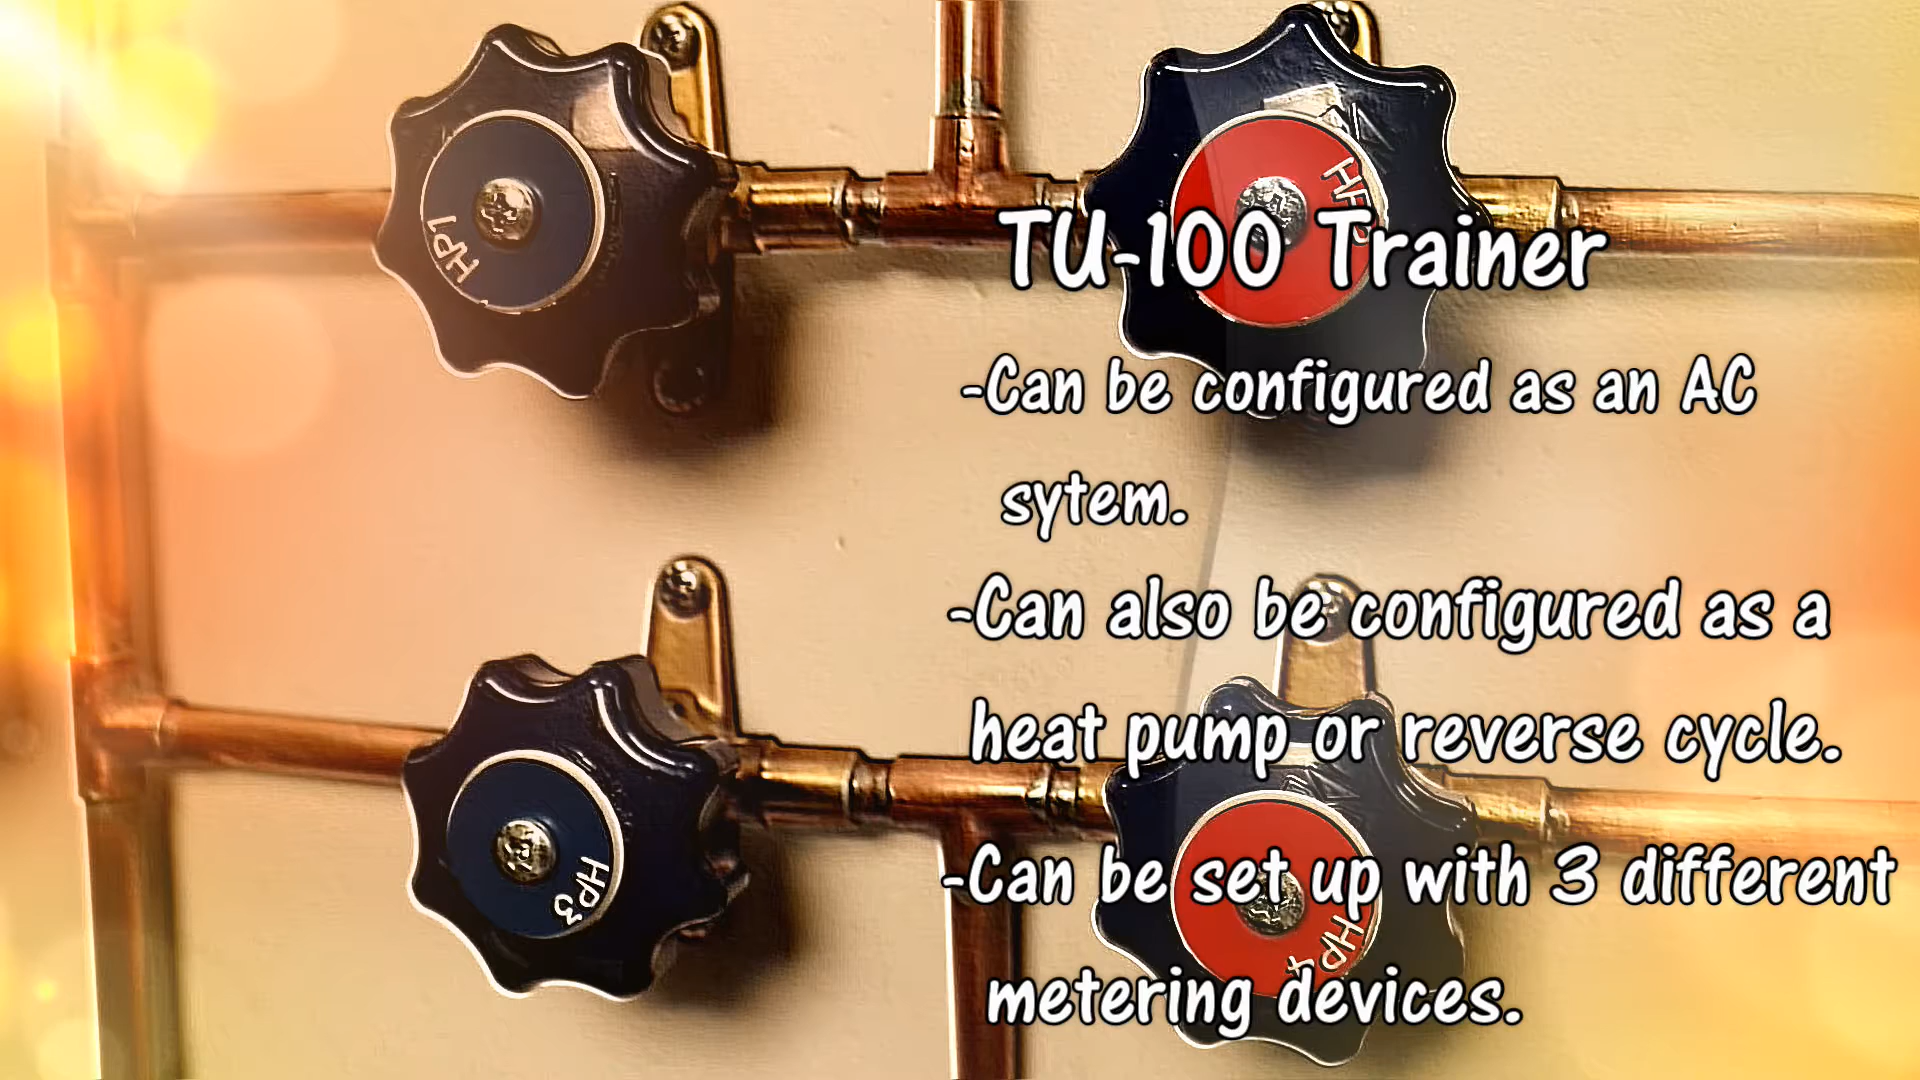 HP1
TU-100 Trainer
-Can be configured as an AC
sytem.
-Can also be configured as a
heat pump or reverse cycle.
HP3
-Can be set up with 3 different
metering devices.